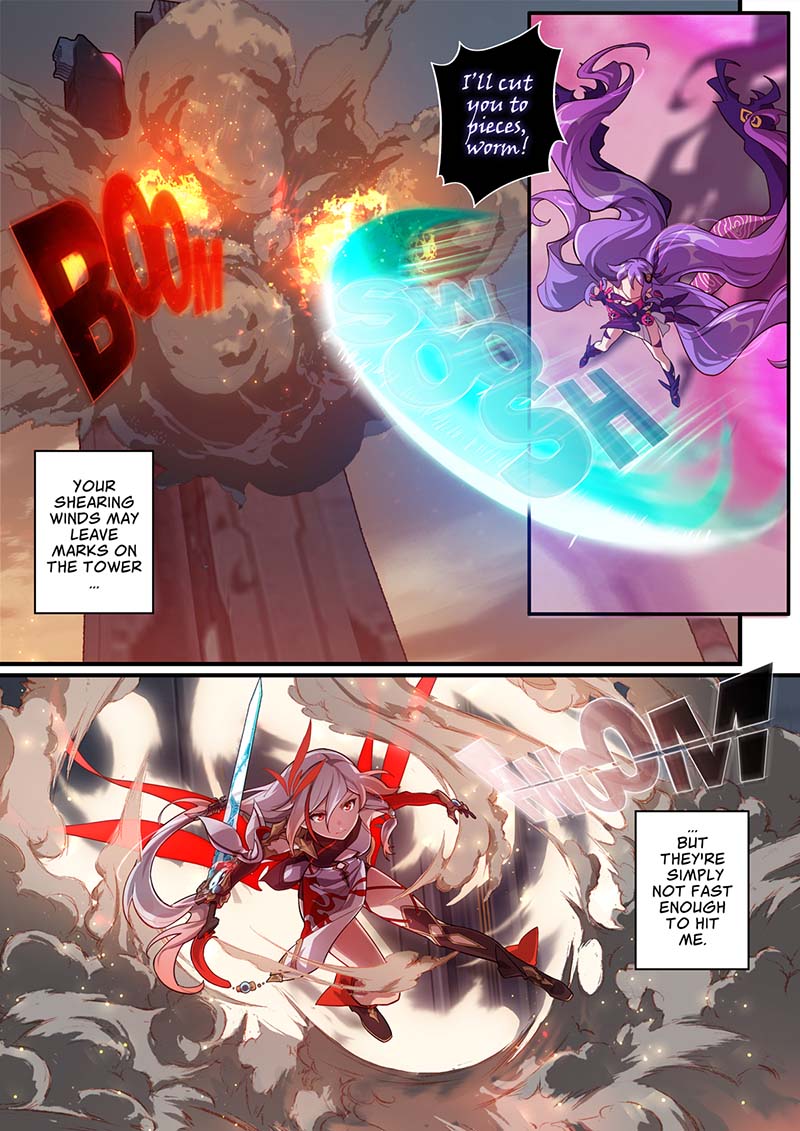 I'll cut
you to
pieces,
worm!
BOOM
SWOOSH
YOUR
SHEARING
WINDS MAY
LEAVE
MARKS ON
THE TOWER
...
FWOOM
...
BUT
THEY'RE
SIMPLY
NOT FAST
ENOUGH
TO HIT
ME.